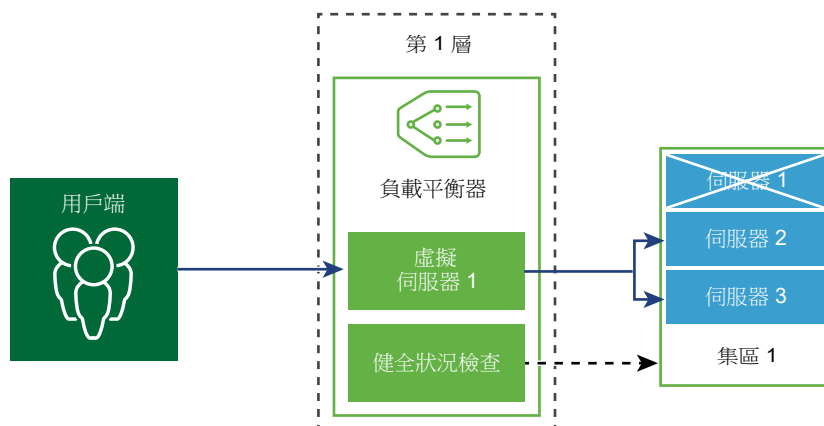 第 1 層
負載平衡器
用戶端
虛擬
伺服器 1
健全狀況檢查
伺服器 1
伺服器 2
伺服器 3
集區 1